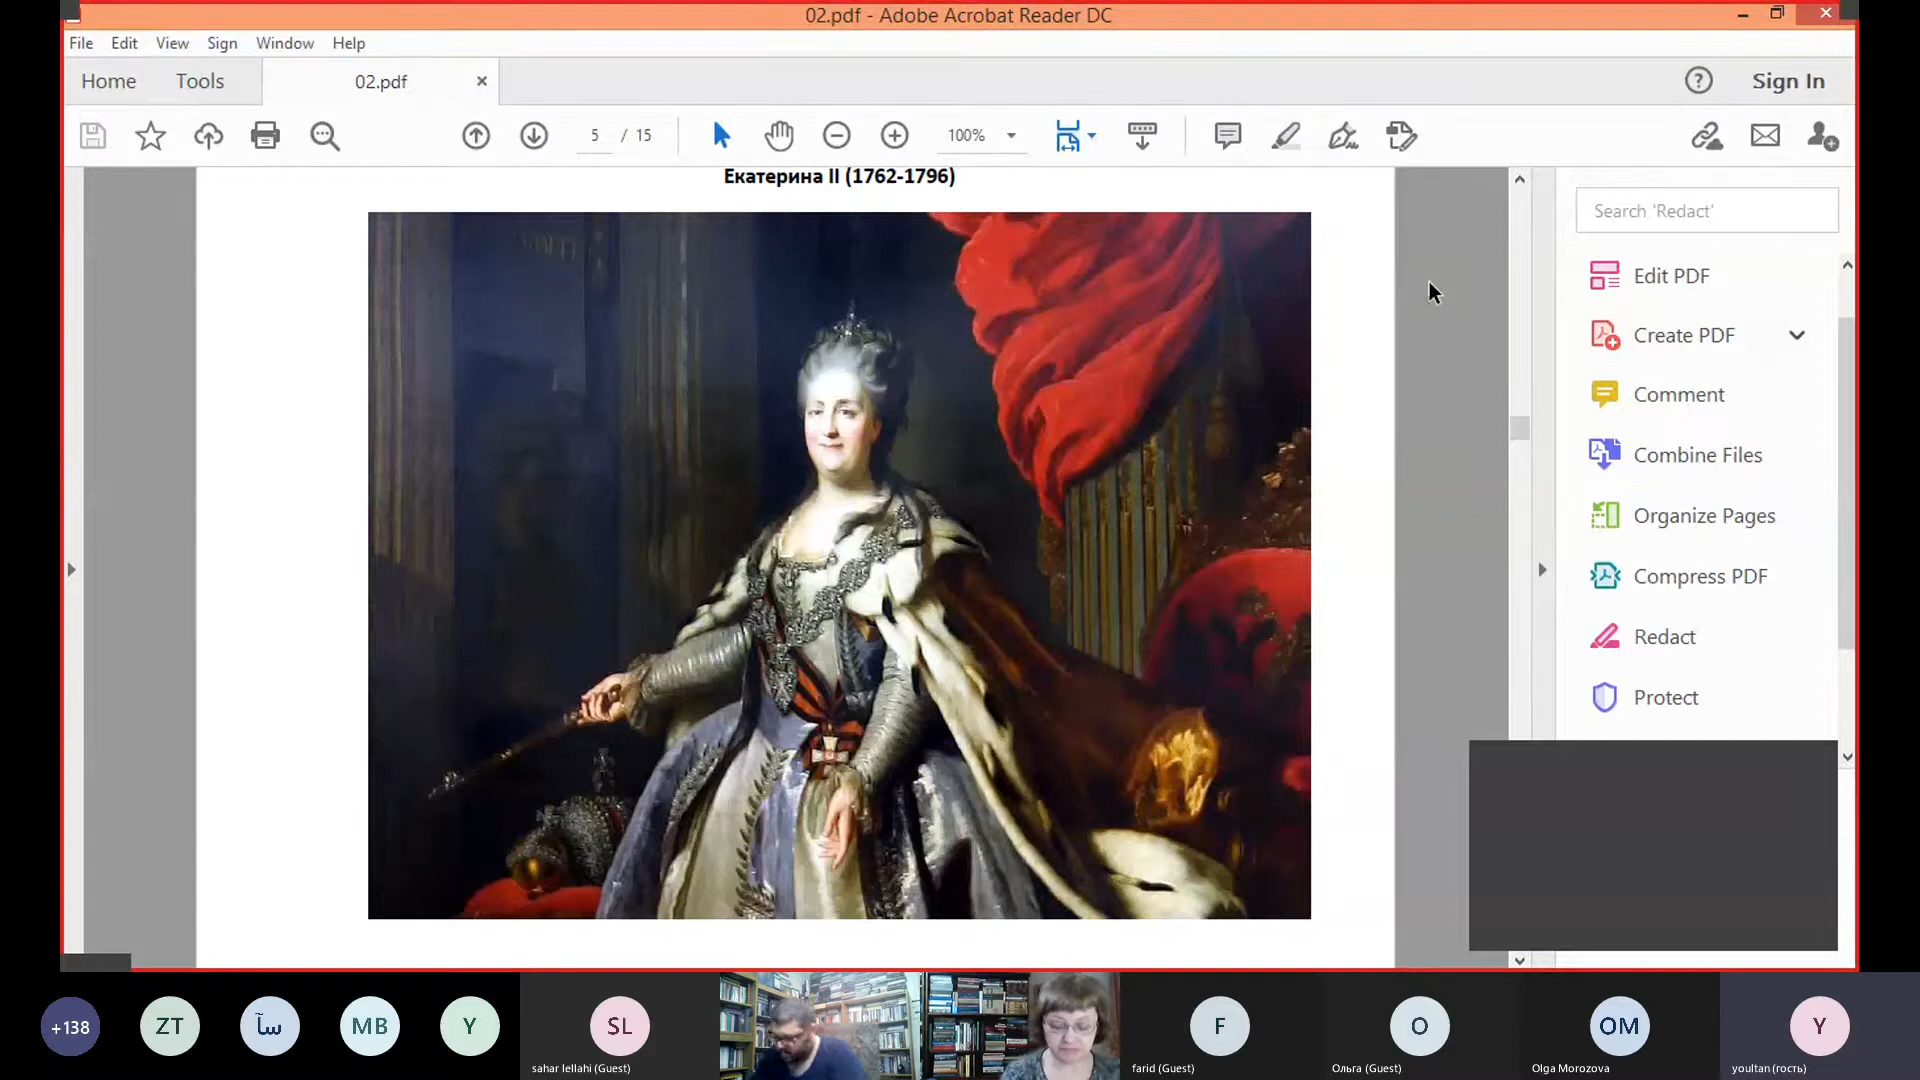 02.pdf - Adobe Acrobat Reader DC
File Edit View Sign Window Help
Home Tools 02.pdf Sign In
5 / 15 100%
Екатерина II (1762-1796)
Search 'Redact'
Edit PDF
Create PDF
Comment
Combine Files
Organize Pages
Compress PDF
Redact
Protect
+138 ZT سآ MB Y SL F O OM Y
sahar lellahi (Guest) farid (Guest) Ольга (Guest) Olga Morozova youltan (гость)